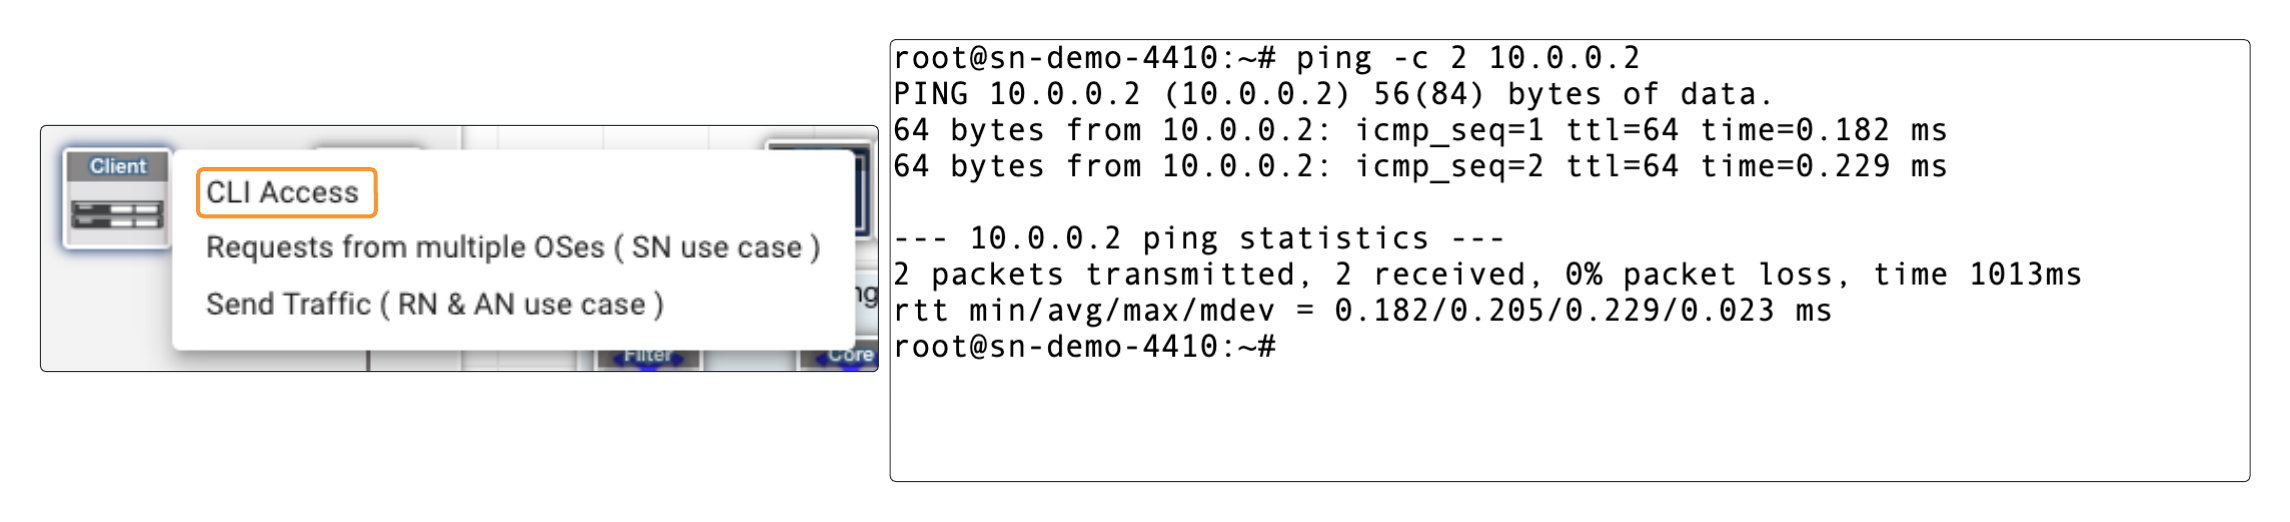 Client
CLI Access
Requests from multiple OSes ( SN use case )
Send Traffic ( RN & AN use case )
ng
Filter
Core
root@sn-demo-4410:~# ping -c 2 10.0.0.2
PING 10.0.0.2 (10.0.0.2) 56(84) bytes of data.
64 bytes from 10.0.0.2: icmp_seq=1 ttl=64 time=0.182 ms
64 bytes from 10.0.0.2: icmp_seq=2 ttl=64 time=0.229 ms
--- 10.0.0.2 ping statistics ---
2 packets transmitted, 2 received, 0% packet loss, time 1013ms
rtt min/avg/max/mdev = 0.182/0.205/0.229/0.023 ms
root@sn-demo-4410:~#